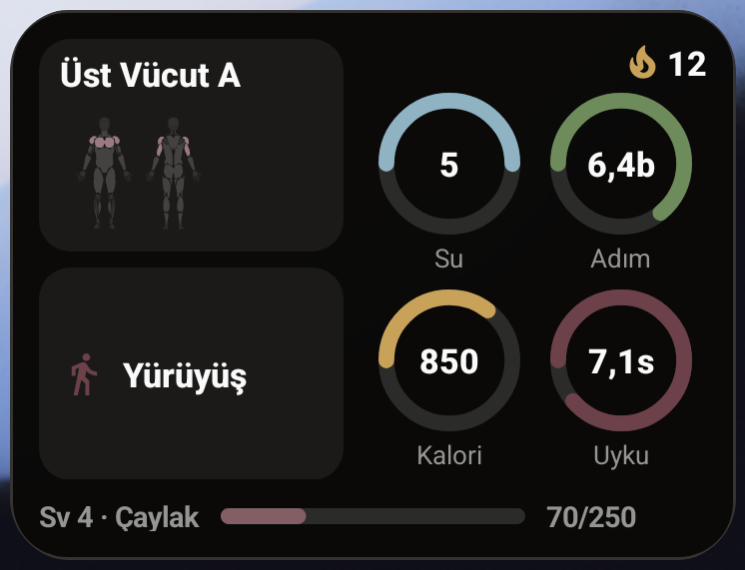 Üst Vücut A
12
5
6,4b
Su
Adım
Yürüyüş
850
7,1s
Kalori
Uyku
Sv 4 · Çaylak
70/250